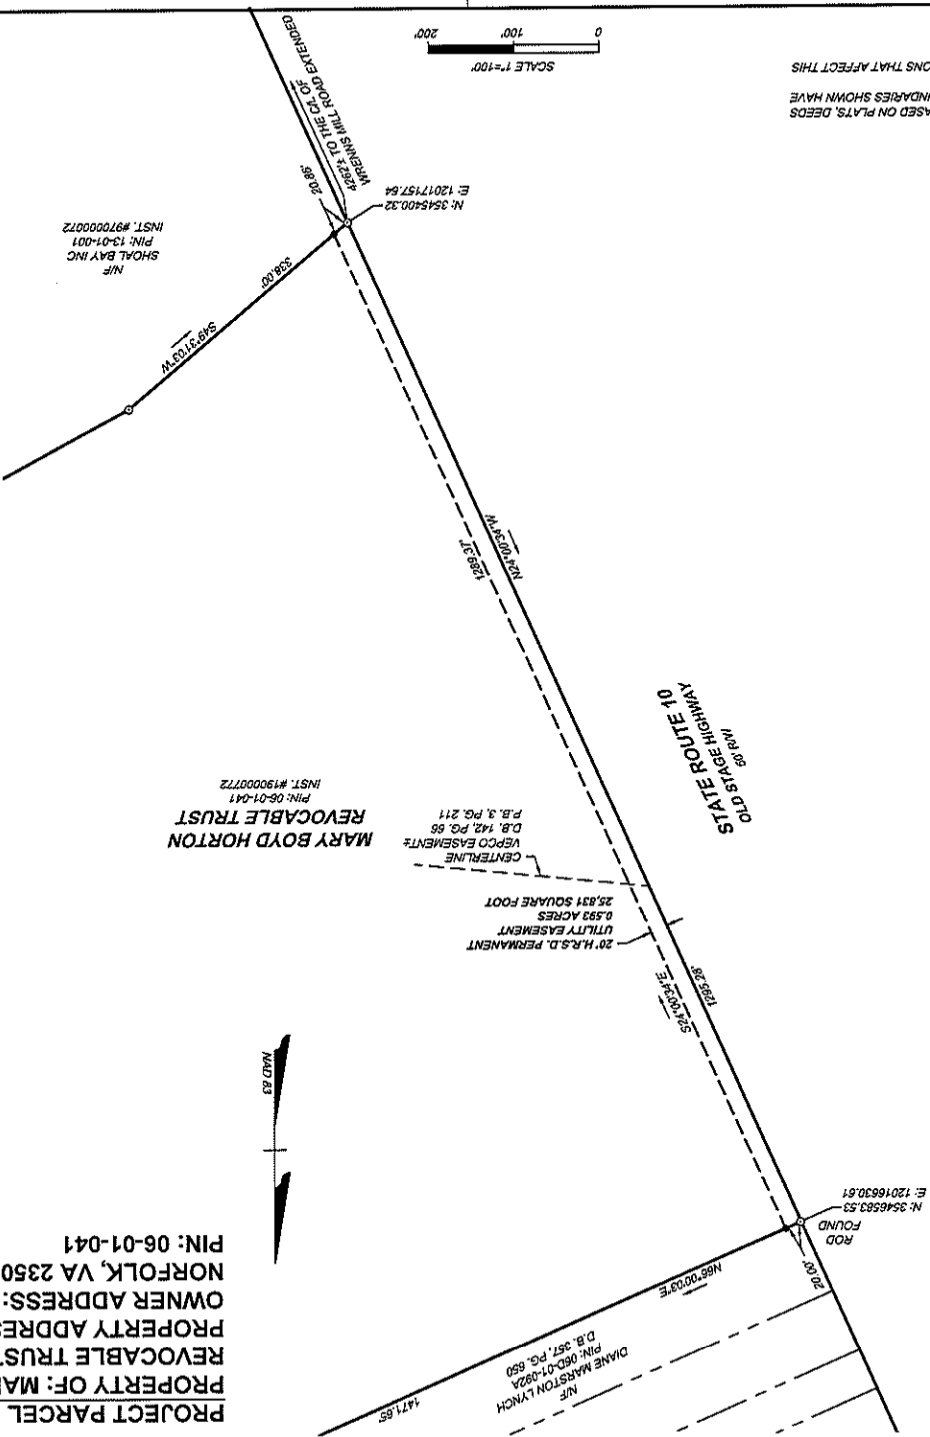 PROJECT PARCEL
PROPERTY OF: MAR
REVOCABLE TRUST
PROPERTY ADDRES
OWNER ADDRESS:
NORFOLK, VA 2350
PIN: 06-01-041
N/F
DIANE MARSTON LYNCH
PIN: 06D-01-092A
D.B. 357, PG. 650
1471.65'
N66°00'03"E
20.00'
ROD
FOUND
N: 3546583.53
E: 12016630.61
NAD 83
S24°00'34"E
1295.28'
20' H.R.S.D. PERMANENT
UTILITY EASEMENT
0.593 ACRES
25,831 SQUARE FOOT
CENTERLINE
VEPCO EASEMENT±
D.B. 142, PG. 66
P.B. 3, PG. 211
MARY BOYD HORTON
REVOCABLE TRUST
PIN: 06-01-041
INST. #190000772
STATE ROUTE 10
OLD STAGE HIGHWAY
60' R/W
N24°00'34"W
1289.37'
S49°31'03"W
338.00'
N/F
SHOAL BAY INC
PIN: 13-01-001
INST. #970000072
N: 3545400.32
E: 12017157.64
20.86'
4262'± TO THE C/L OF
WRENNS MILL ROAD EXTENDED
ASED ON PLATS, DEEDS
NDARIES SHOWN HAVE
ONS THAT AFFECT THIS
SCALE 1"=100'
0 100' 200'